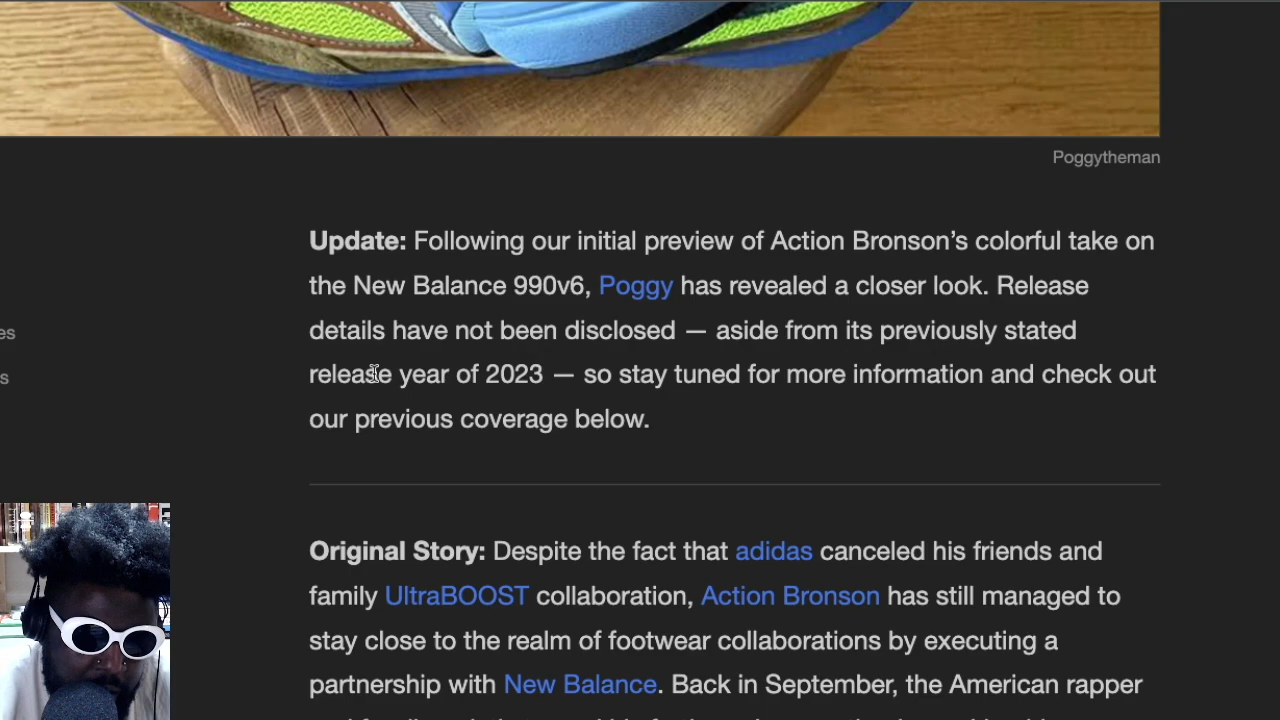 Poggytheman
Update: Following our initial preview of Action Bronson’s colorful take on
the New Balance 990v6, Poggy has revealed a closer look. Release
details have not been disclosed — aside from its previously stated
release year of 2023 — so stay tuned for more information and check out
our previous coverage below.
es
s
Original Story: Despite the fact that adidas canceled his friends and
family UltraBOOST collaboration, Action Bronson has still managed to
stay close to the realm of footwear collaborations by executing a
partnership with New Balance. Back in September, the American rapper